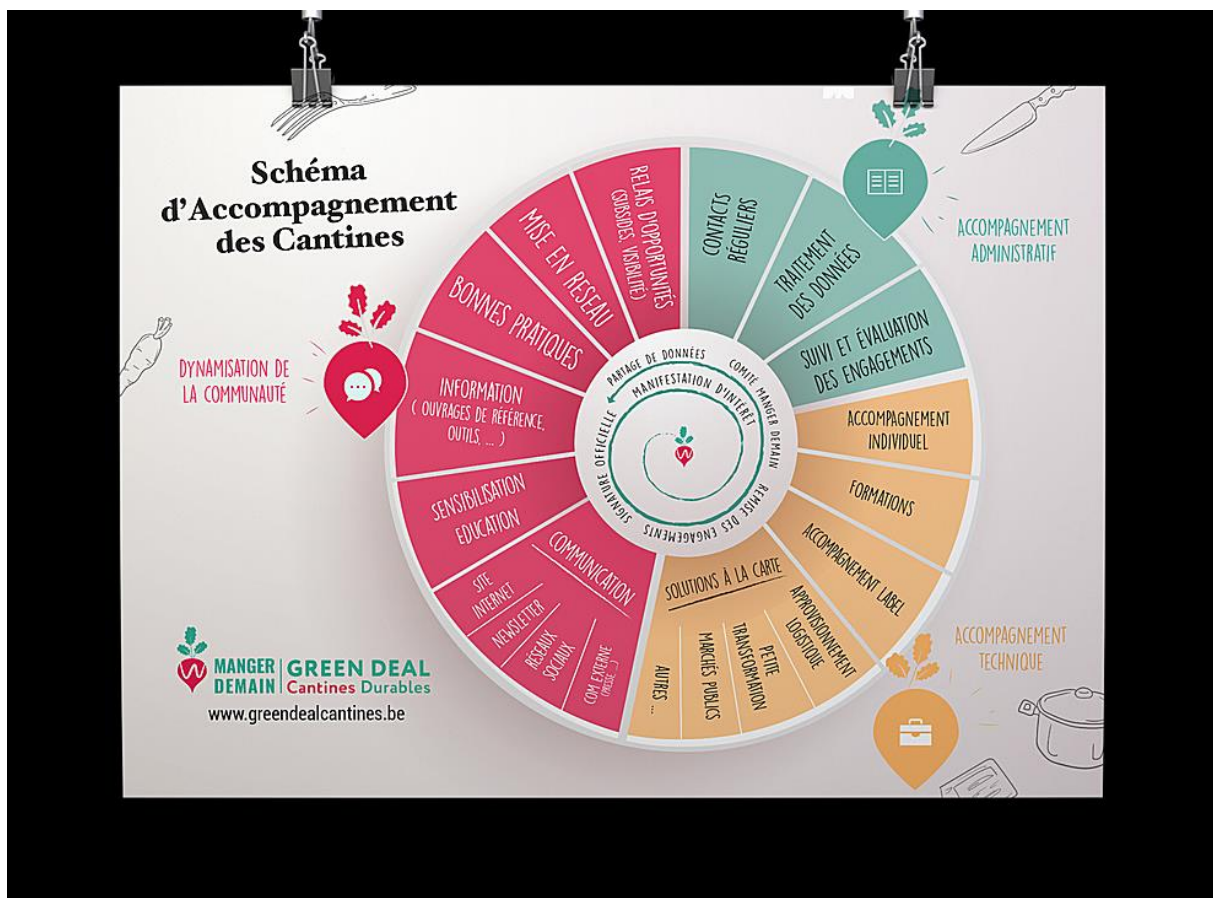 Schéma
d'Accompagnement
des Cantines
DYNAMISATION DE
LA COMMUNAUTÉ
ACCOMPAGNEMENT
ADMINISTRATIF
ACCOMPAGNEMENT
TECHNIQUE
CONTACTS
RÉGULIERS
TRAITEMENT
DES DONNÉES
SUIVI ET ÉVALUATION
DES ENGAGEMENTS
ACCOMPAGNEMENT
INDIVIDUEL
FORMATIONS
ACCOMPAGNEMENT LABEL
SOLUTIONS À LA CARTE
APPROVISIONNEMENT
LOGISTIQUE
PETITE
TRANSFORMATION
MARCHÉS PUBLICS
AUTRES ...
COMMUNICATION
SITE
INTERNET
NEWSLETTER
RÉSEAUX
SOCIAUX
COM EXTERNE
(PRESSE...)
SENSIBILISATION
EDUCATION
INFORMATION
( OUVRAGES DE RÉFÉRENCE,
OUTILS, ... )
BONNES PRATIQUES
MISE EN RESEAU
RELAIS D'OPPORTUNITÉS
(SUBSIDES, VISIBILITÉ)
MANIFESTATION D'INTÉRÊT
COMITÉ MANGER DEMAIN
REMISE DES ENGAGEMENTS
SIGNATURE OFFICIELLE
PARTAGE DE DONNÉES
MANGER
DEMAIN
GREEN DEAL
Cantines Durables
www.greendealcantines.be